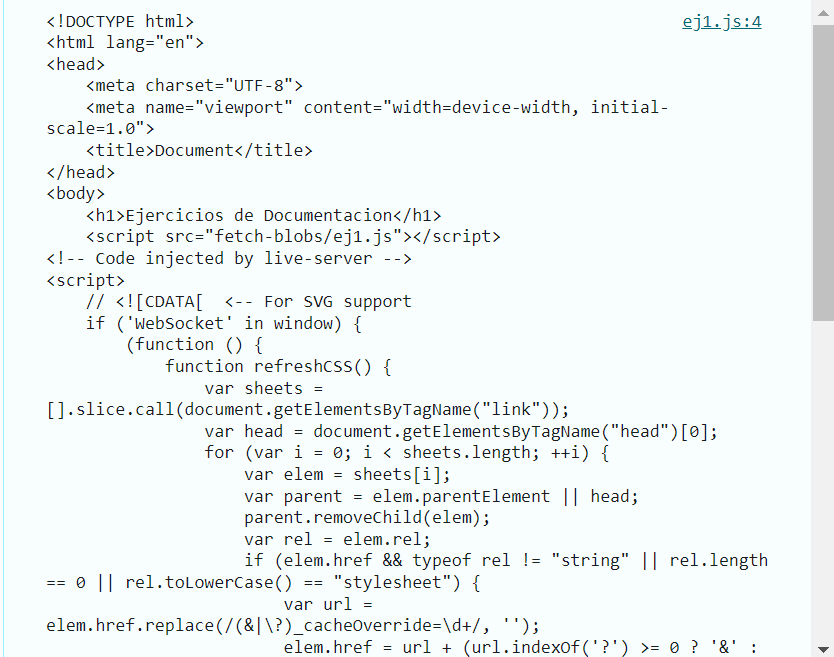 <!DOCTYPE html> ej1.js:4
<html lang="en">
<head>
    <meta charset="UTF-8">
    <meta name="viewport" content="width=device-width, initial-
scale=1.0">
    <title>Document</title>
</head>
<body>
    <h1>Ejercicios de Documentacion</h1>
    <script src="fetch-blobs/ej1.js"></script>
<!-- Code injected by live-server -->
<script>
    // <![CDATA[  <-- For SVG support
    if ('WebSocket' in window) {
        (function () {
            function refreshCSS() {
                var sheets =
[].slice.call(document.getElementsByTagName("link"));
                var head = document.getElementsByTagName("head")[0];
                for (var i = 0; i < sheets.length; ++i) {
                    var elem = sheets[i];
                    var parent = elem.parentElement || head;
                    parent.removeChild(elem);
                    var rel = elem.rel;
                    if (elem.href && typeof rel != "string" || rel.length
== 0 || rel.toLowerCase() == "stylesheet") {
                        var url =
elem.href.replace(/(&|\?)_cacheOverride=\d+/, '');
                        elem.href = url + (url.indexOf('?') >= 0 ? '&' :